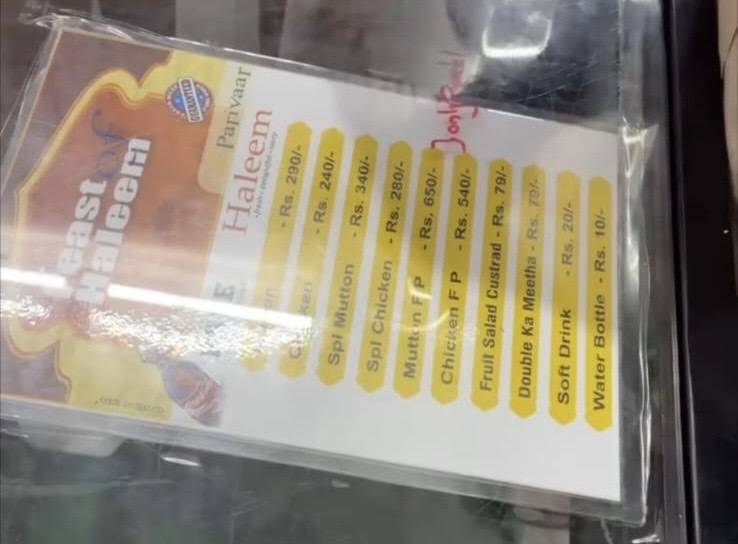 east of
Haleem
Parivaar
Haleem
- Rs. 290/-
- Rs. 240/-
Spl Mutton - Rs. 340/-
Spl Chicken - Rs. 280/-
Mutton F P - Rs. 650/-
Chicken F P - Rs. 540/-
only
Fruit Salad Custrad - Rs. 79/-
Double Ka Meetha - Rs. 79/-
Soft Drink - Rs. 20/-
Water Bottle - Rs. 10/-